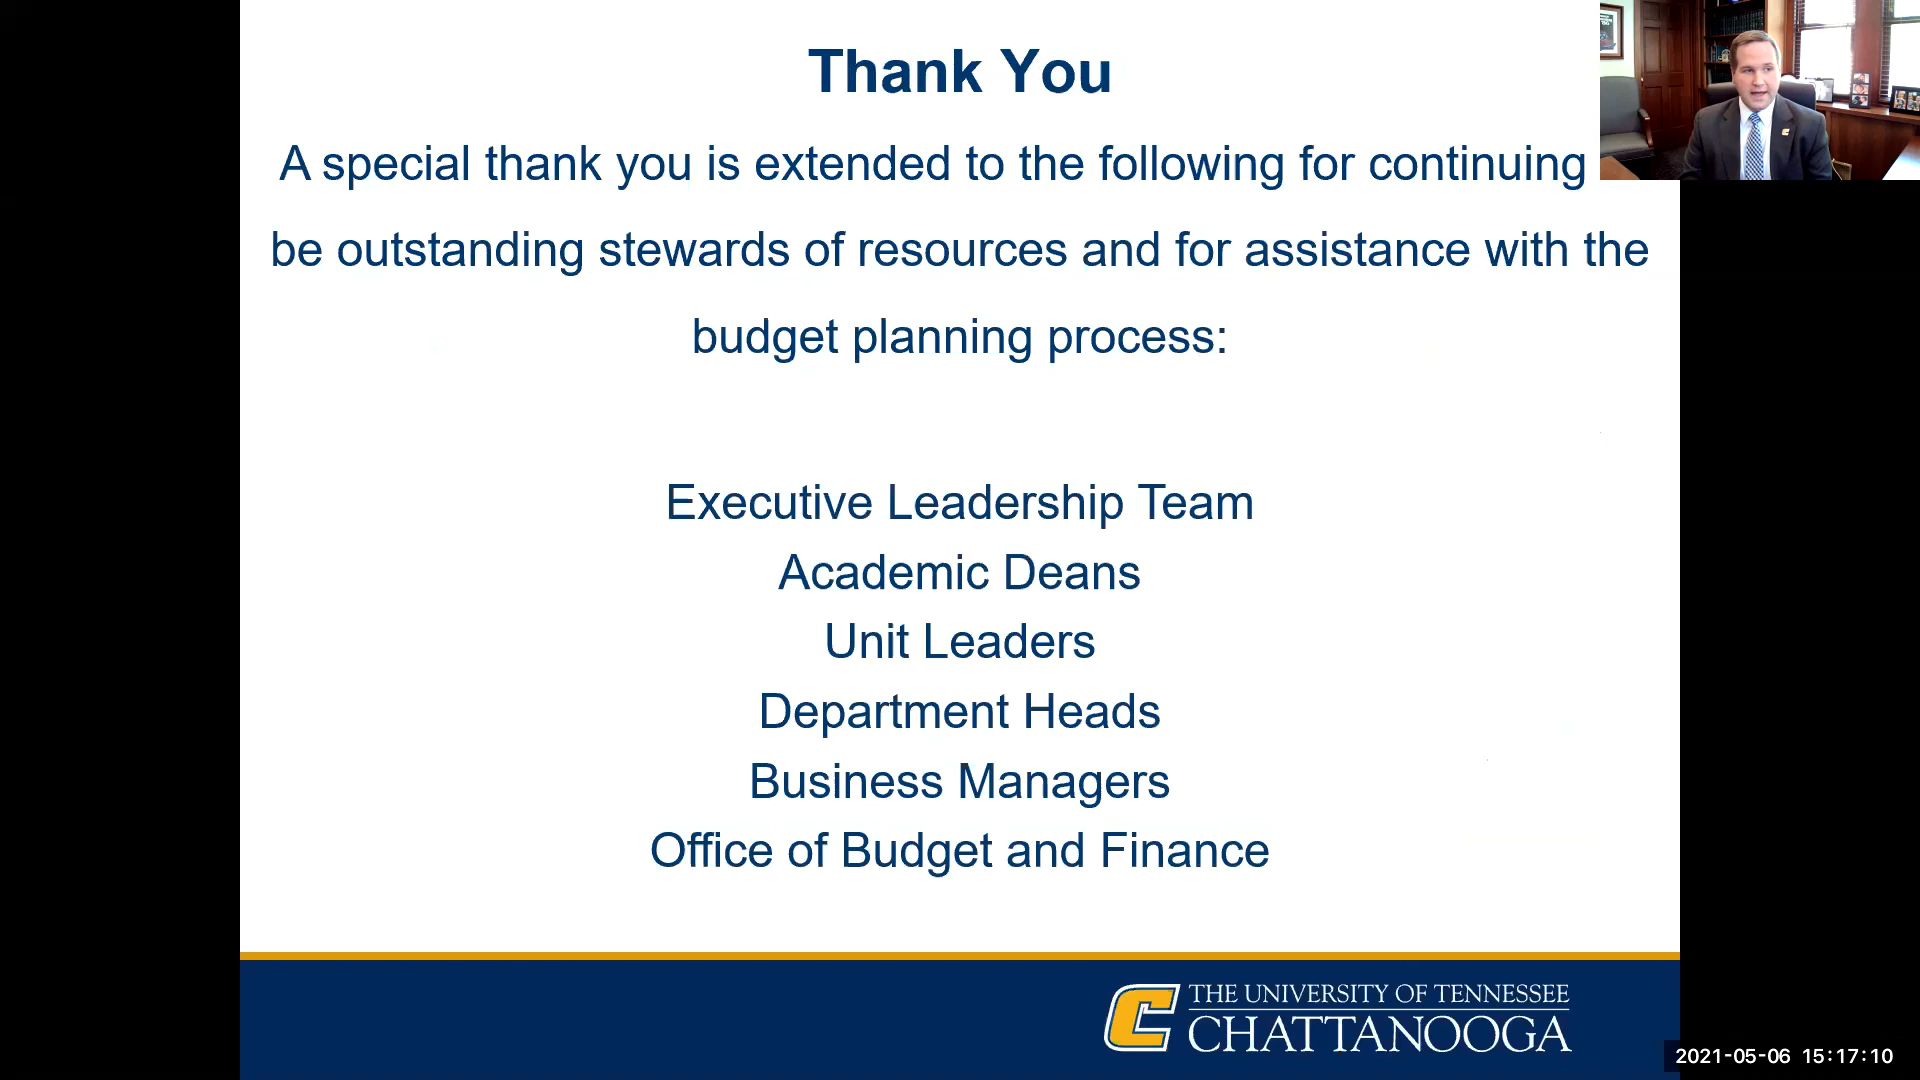 Thank You
A special thank you is extended to the following for continuing
be outstanding stewards of resources and for assistance with the
budget planning process:
Executive Leadership Team
Academic Deans
Unit Leaders
Department Heads
Business Managers
Office of Budget and Finance
THE UNIVERSITY OF TENNESSEE
CHATTANOOGA
2021-05-06 15:17:10